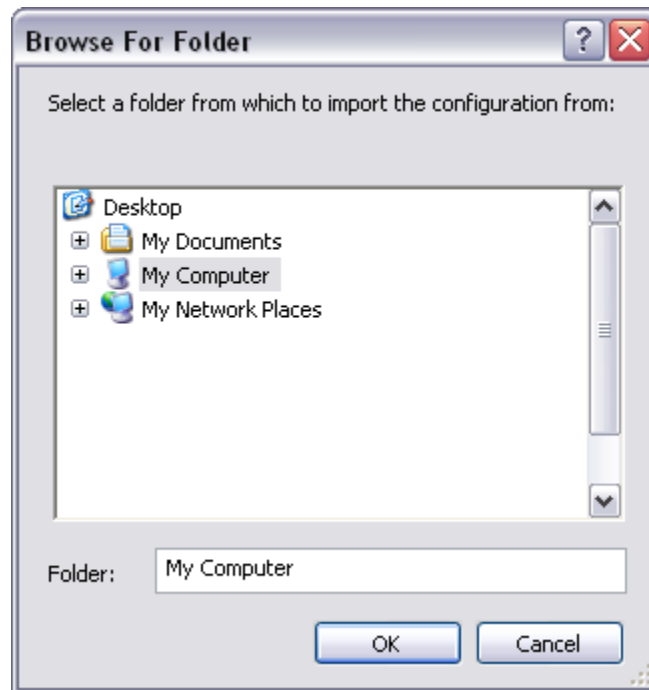 Browse For Folder
Select a folder from which to import the configuration from:
Desktop
My Documents
My Computer
My Network Places
Folder: My Computer
OK Cancel